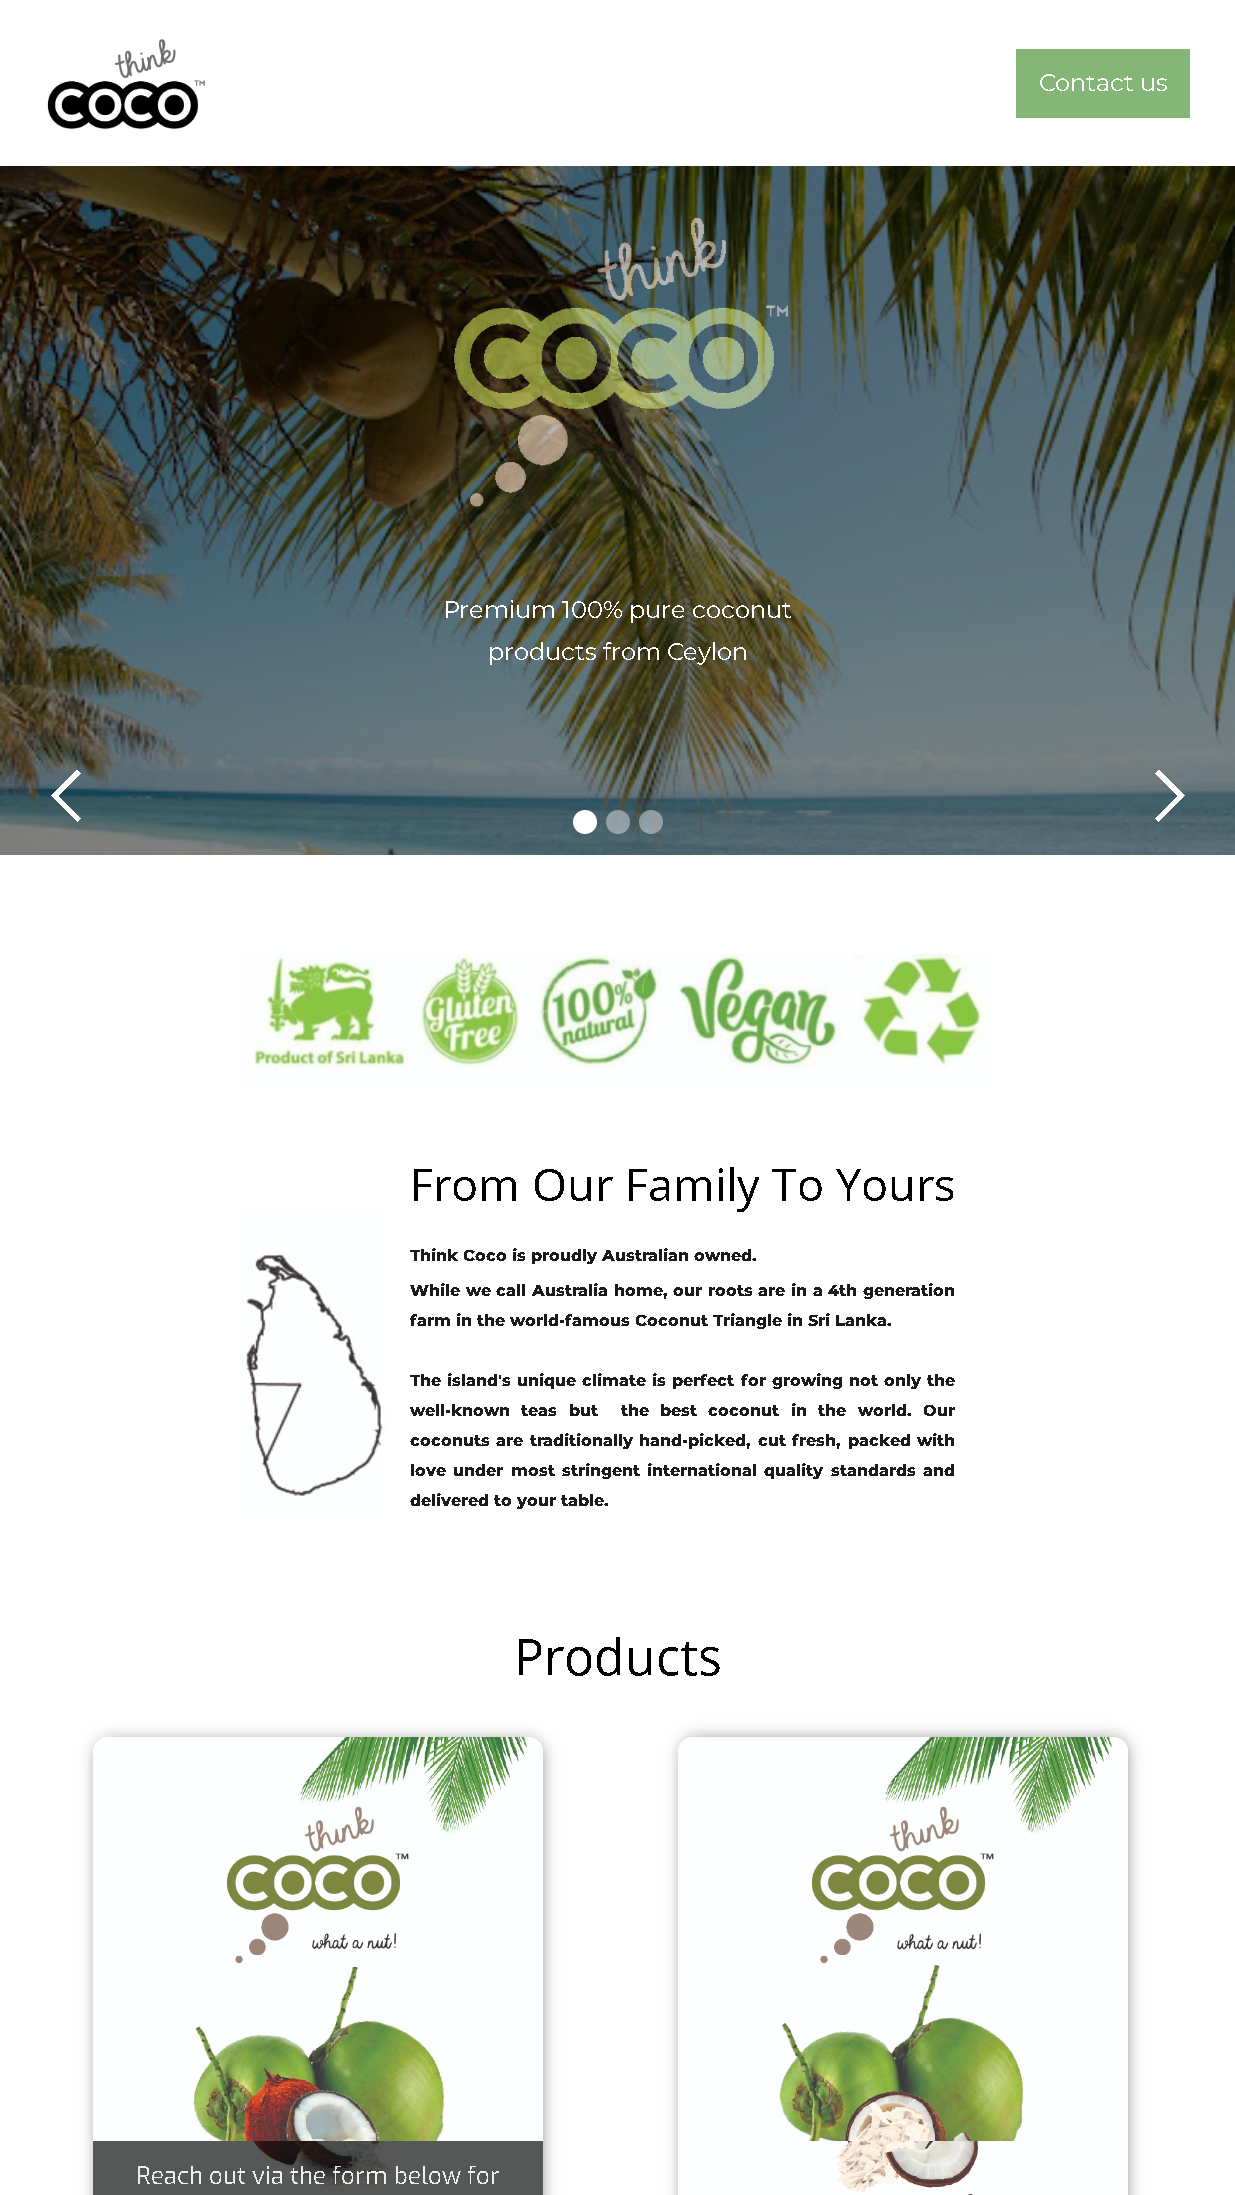 think
COCO™
Contact us
think
COCO™
Premium 100% pure coconut
products from Ceylon
Product of Sri Lanka
Gluten
Free
100%
natural
Vegan
From Our Family To Yours
Think Coco is proudly Australian owned.
While we call Australia home, our roots are in a 4th generation
farm in the world-famous Coconut Triangle in Sri Lanka.
The island's unique climate is perfect for growing not only the
well-known teas but the best coconut in the world. Our
coconuts are traditionally hand-picked, cut fresh, packed with
love under most stringent international quality standards and
delivered to your table.
Products
think
COCO™
what a nut!
Reach out via the form below for
think
COCO™
what a nut!